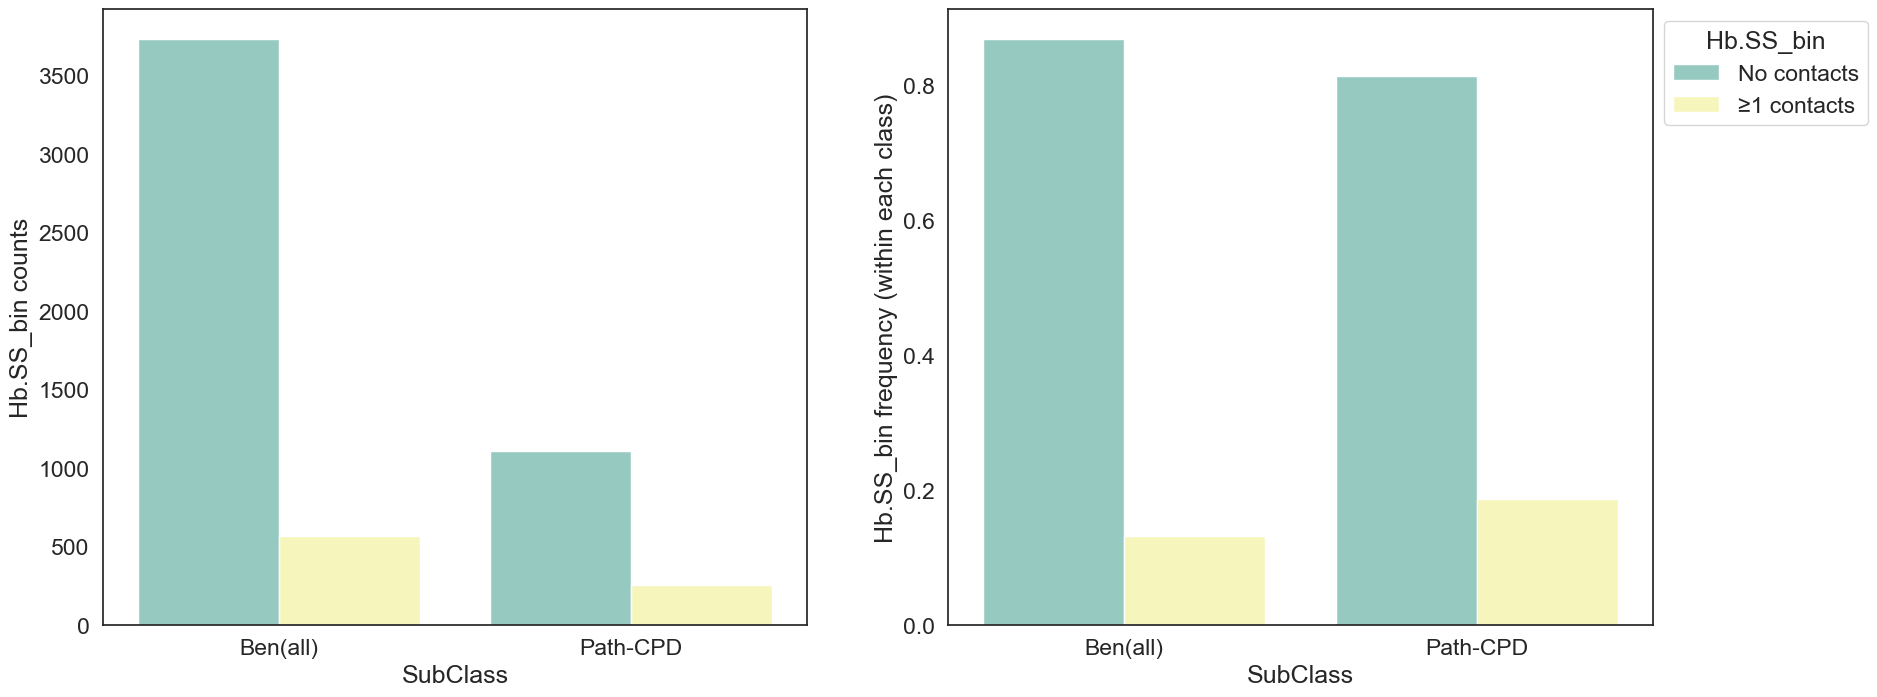 Hb.SS_bin counts
3500
3000
2500
2000
1500
1000
500
0
Ben(all)
Path-CPD
SubClass
Hb.SS_bin frequency (within each class)
0.8
0.6
0.4
0.2
0.0
Ben(all)
Path-CPD
SubClass
Hb.SS_bin
No contacts
≥1 contacts